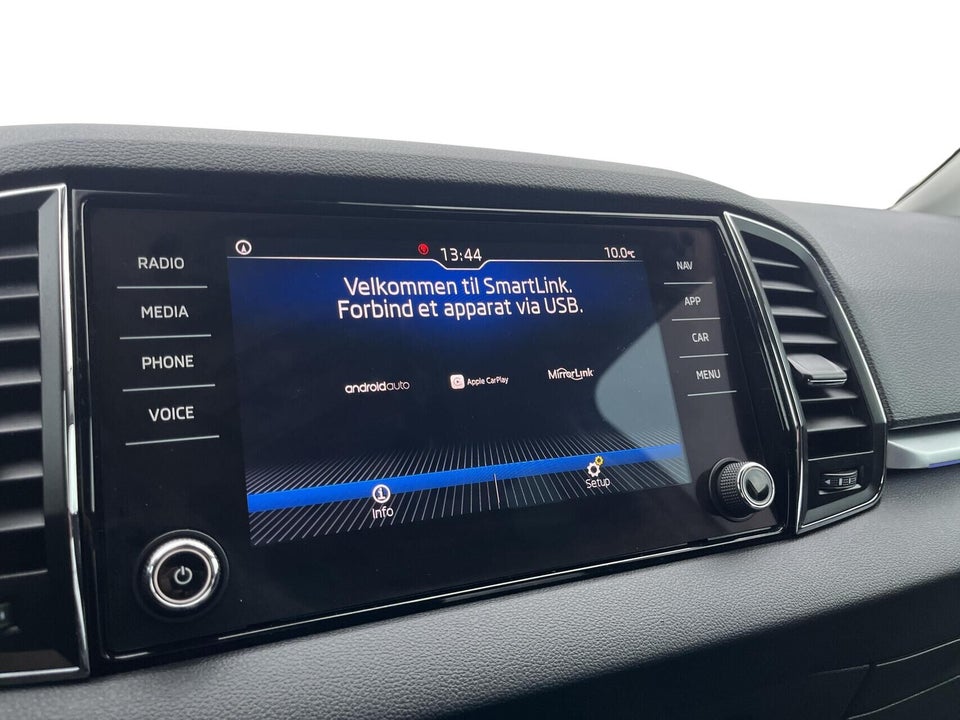 RADIO
MEDIA
PHONE
VOICE
13:44
10.0°C
Velkommen til SmartLink.
Forbind et apparat via USB.
androidauto
Apple CarPlay
MirrorLink
Info
Setup
NAV
APP
CAR
MENU